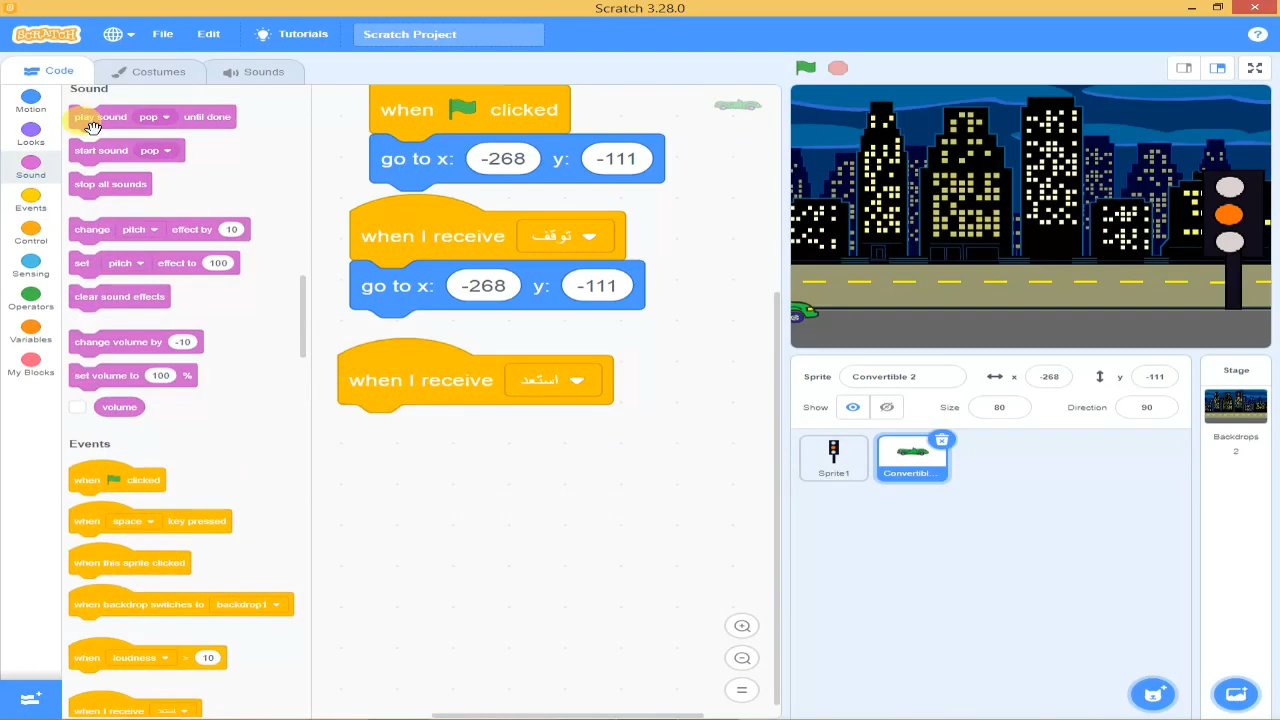 Scratch 3.28.0
SCRATCH File Edit Tutorials Scratch Project
Code Costumes Sounds
Motion
Looks
Sound
Events
Control
Sensing
Operators
Variables
My Blocks
Sound
play sound pop until done
start sound pop
stop all sounds
change pitch effect by 10
set pitch effect to 100
clear sound effects
change volume by -10
set volume to 100 %
volume
Events
when clicked
when space key pressed
when this sprite clicked
when backdrop switches to backdrop1
when loudness > 10
when I receive
when clicked
go to x: -268 y: -111
when I receive توقف
go to x: -268 y: -111
when I receive استعد
Sprite Convertible 2 x -268 y -111
Show Size 80 Direction 90
Sprite1
Convertibl...
Stage
Backdrops
2